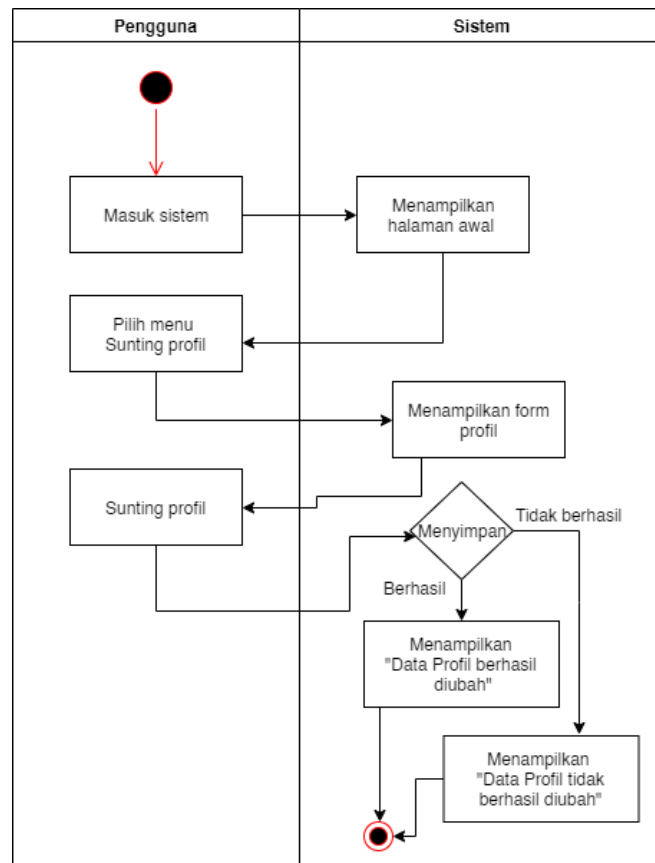 Pengguna
Sistem
Masuk sistem
Menampilkan
halaman awal
Pilih menu
Sunting profil
Menampilkan form
profil
Sunting profil
Menyimpan
Tidak berhasil
Berhasil
Menampilkan
"Data Profil berhasil
diubah"
Menampilkan
"Data Profil tidak
berhasil diubah"